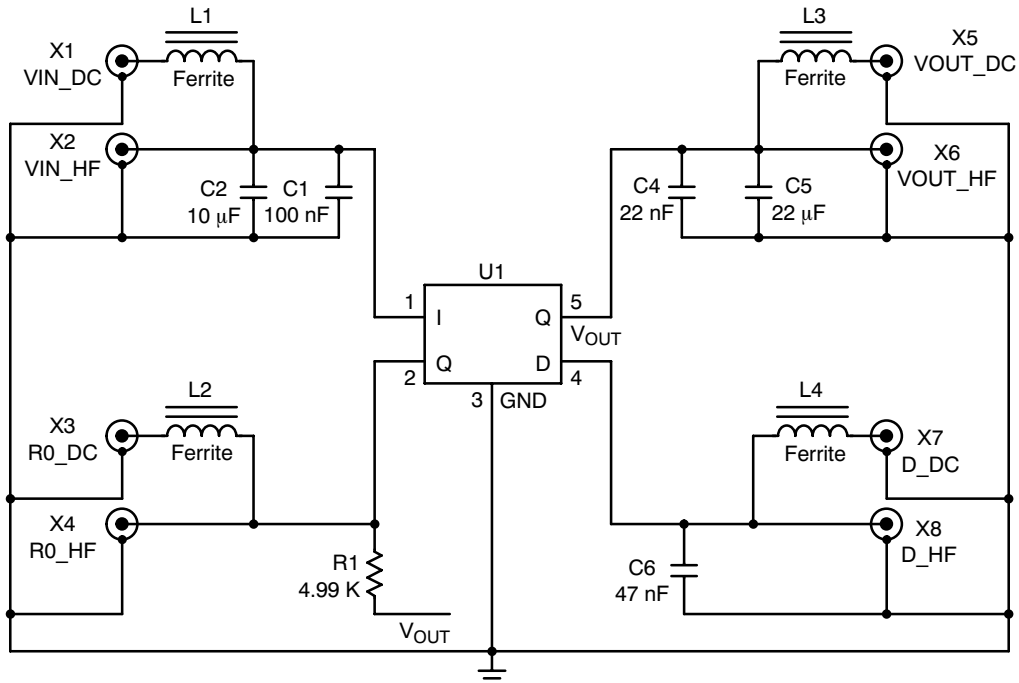 L1
X1
VIN_DC
Ferrite
X2
VIN_HF
C2
10 μF
C1
100 nF
L3
X5
VOUT_DC
Ferrite
X6
VOUT_HF
C4
22 nF
C5
22 μF
U1
1
I
Q
2
5
Q
VOUT
D
4
3
GND
L2
X3
R0_DC
Ferrite
X4
R0_HF
R1
4.99 K
VOUT
L4
X7
D_DC
Ferrite
X8
D_HF
C6
47 nF